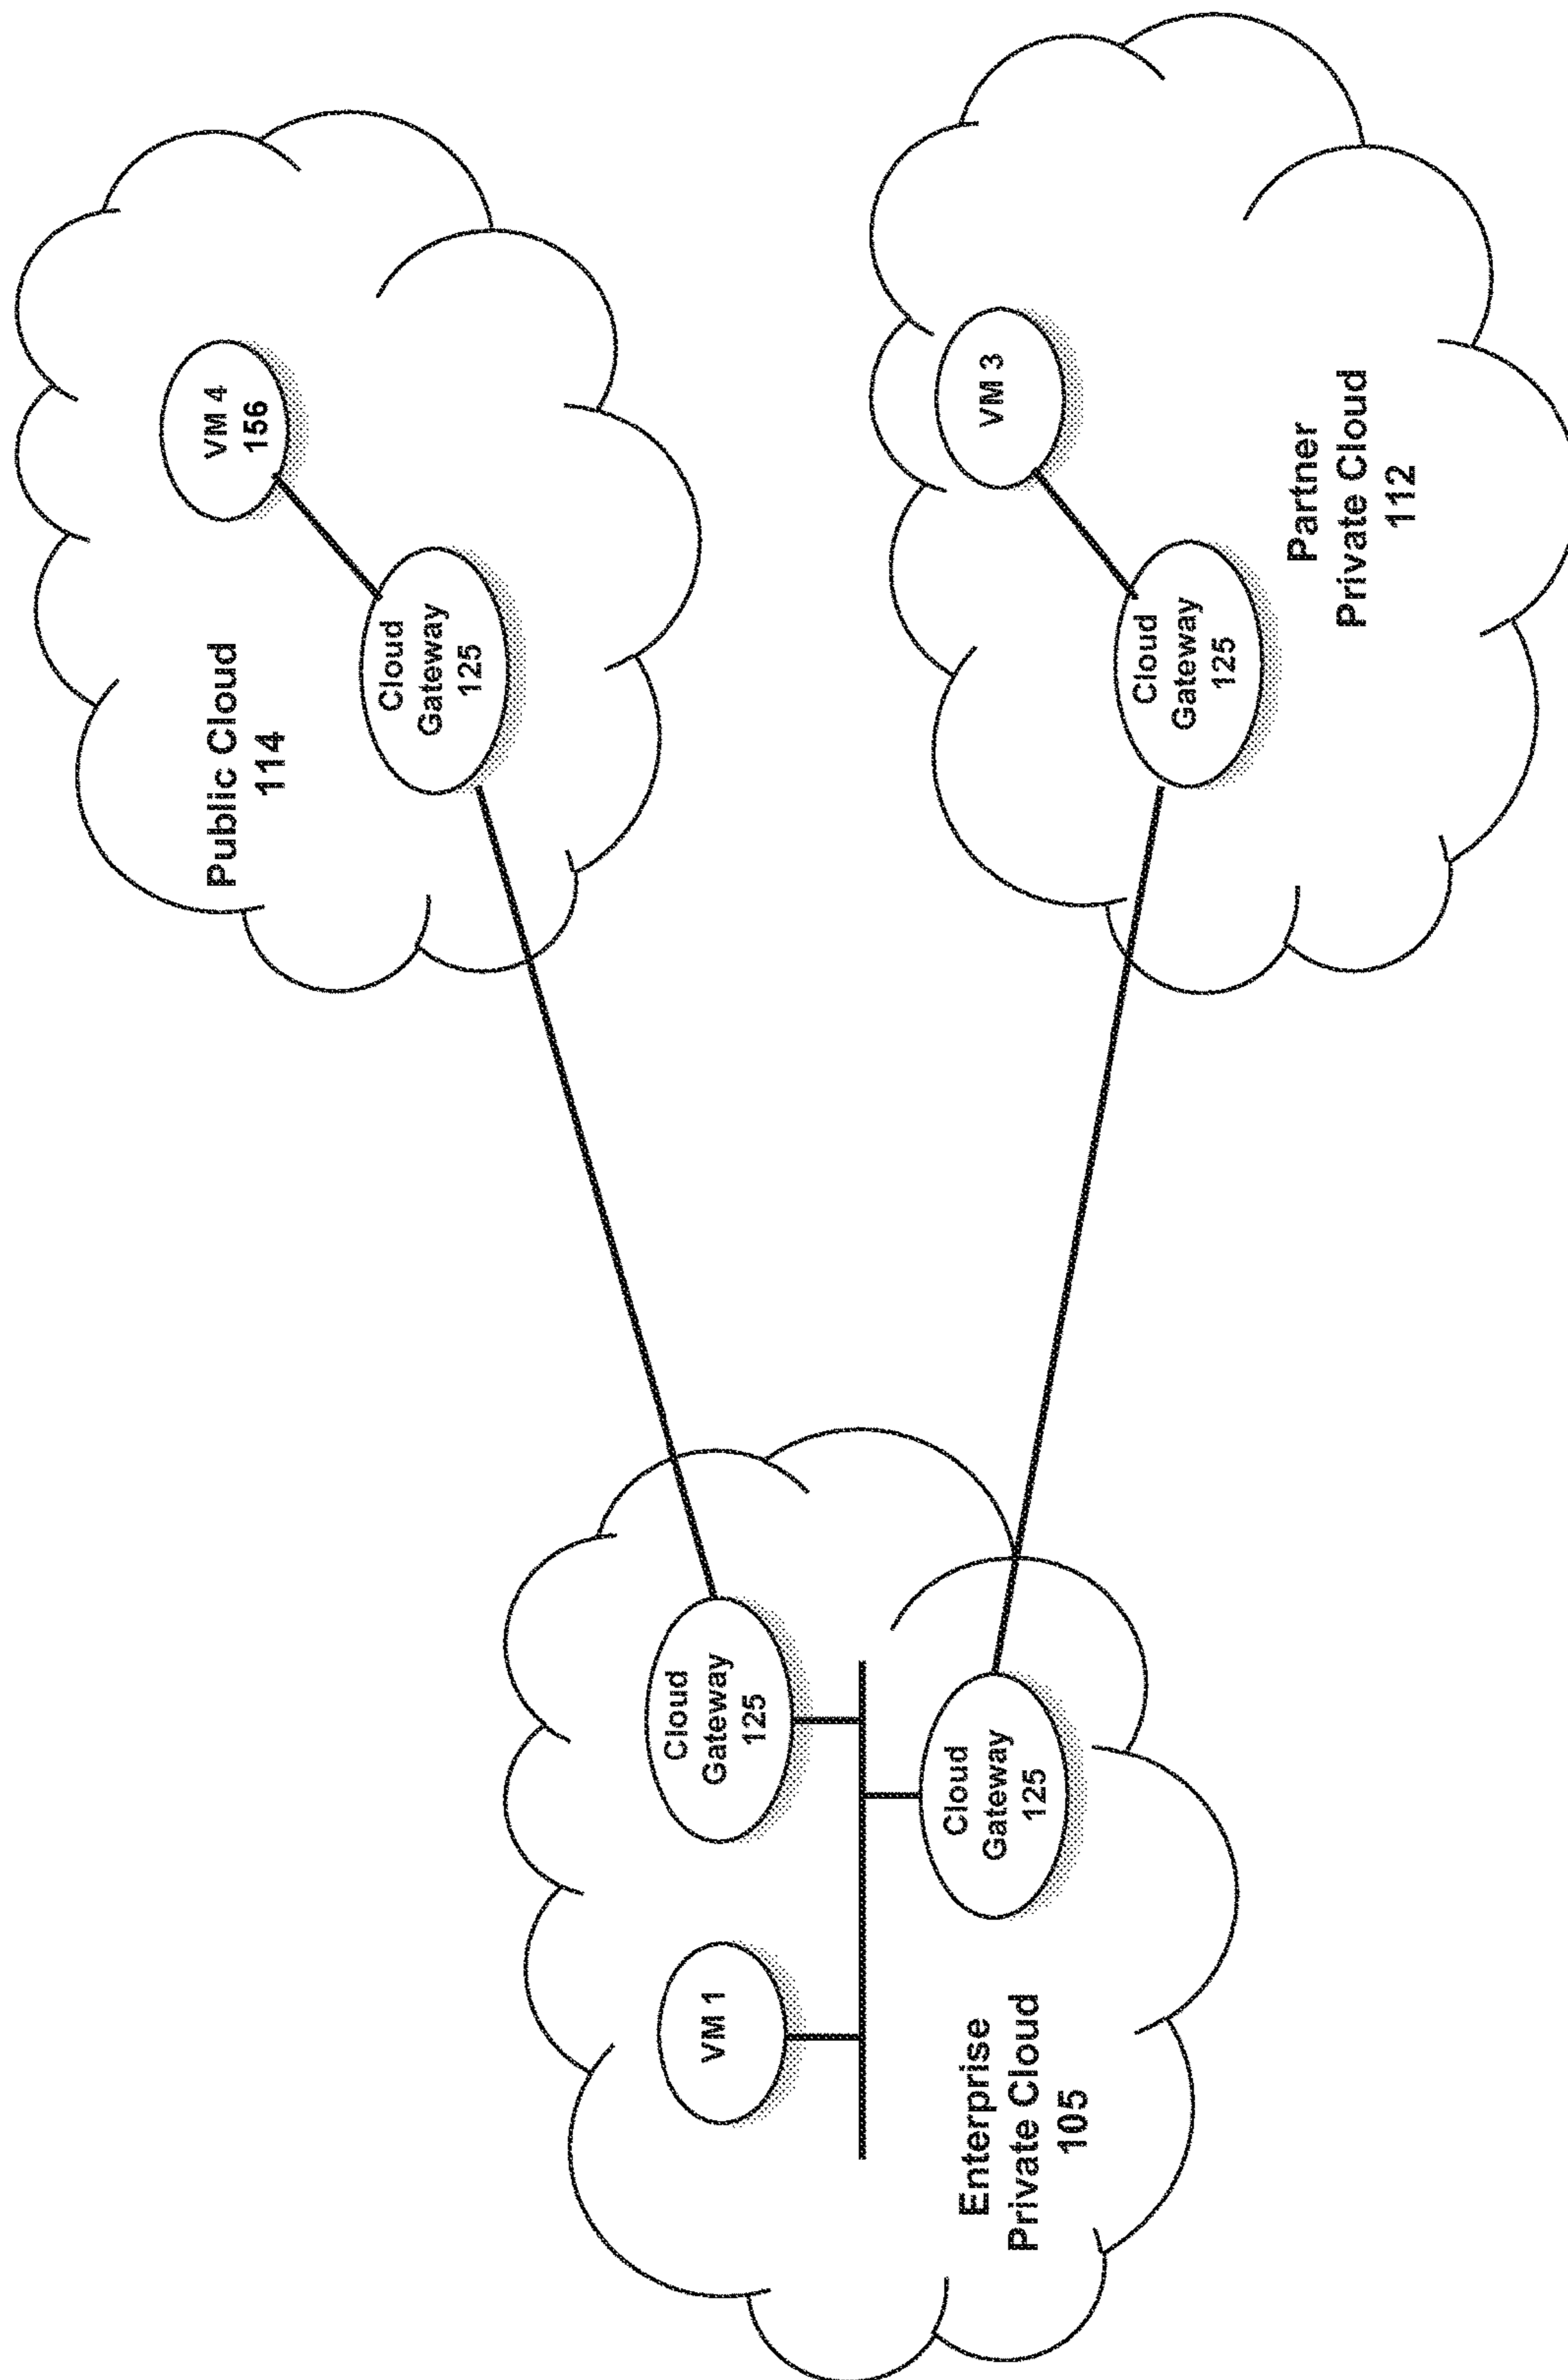 Public Cloud
114
VM 4
156
Cloud
Gateway
125
VM 1
Cloud
Gateway
125
Cloud
Gateway
125
Enterprise
Private Cloud
105
VM 3
Cloud
Gateway
125
Partner
Private Cloud
112